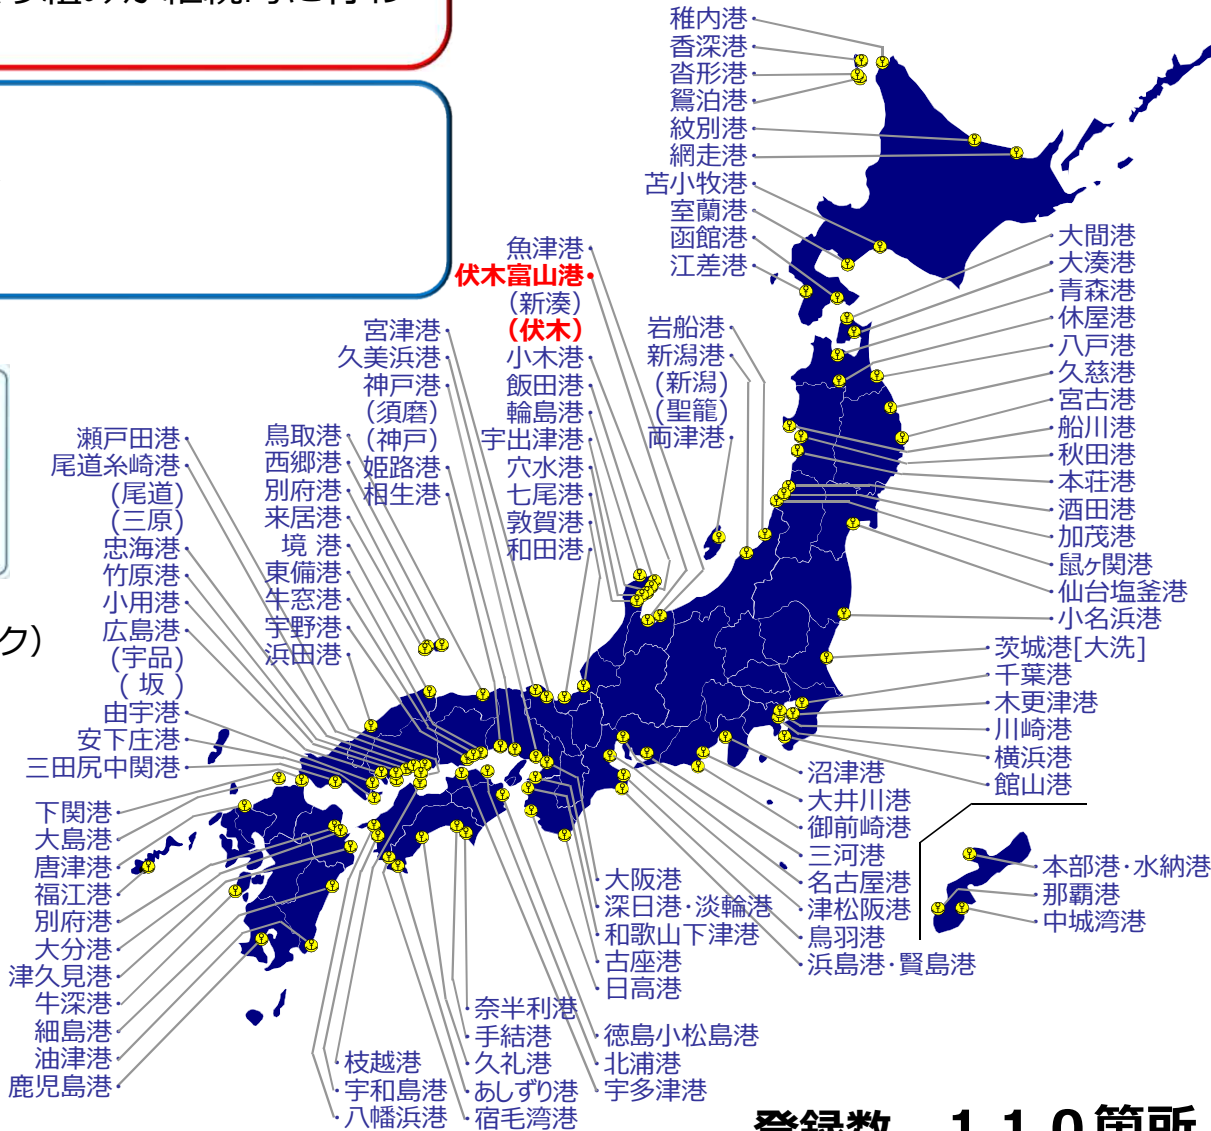 稚内港
香深港
沓形港
鴛泊港
紋別港
網走港
苫小牧港
室蘭港
函館港
江差港
大間港
大湊港
青森港
休屋港
八戸港
久慈港
宮古港
船川港
秋田港
本荘港
酒田港
加茂港
鼠ヶ関港
仙台塩釜港
小名浜港
茨城港[大洗]
千葉港
木更津港
川崎港
横浜港
館山港
魚津港
伏木富山港
(新湊)
(伏木)
小木港
飯田港
輪島港
宇出津港
穴水港
七尾港
敦賀港
和田港
岩船港
新潟港
(新潟)
(聖籠)
両津港
宮津港
久美浜港
神戸港
(須磨)
(神戸)
姫路港
相生港
鳥取港
西郷港
別府港
来居港
境 港
東備港
牛窓港
宇野港
浜田港
瀬戸田港
尾道糸崎港
(尾道)
(三原)
忠海港
竹原港
小用港
広島港
(宇品)
( 坂 )
由宇港
安下庄港
三田尻中関港
ク)
下関港
大島港
唐津港
福江港
別府港
大分港
津久見港
牛深港
細島港
油津港
鹿児島港
枝越港
宇和島港
八幡浜港
奈半利港
手結港
久礼港
あしずり港
宿毛湾港
徳島小松島港
北浦港
宇多津港
大阪港
深日港・淡輪港
和歌山下津港
古座港
日高港
沼津港
大井川港
御前崎港
三河港
名古屋港
津松阪港
鳥羽港
浜島港・賢島港
本部港・水納港
那覇港
中城湾港
登録数 １１０箇所